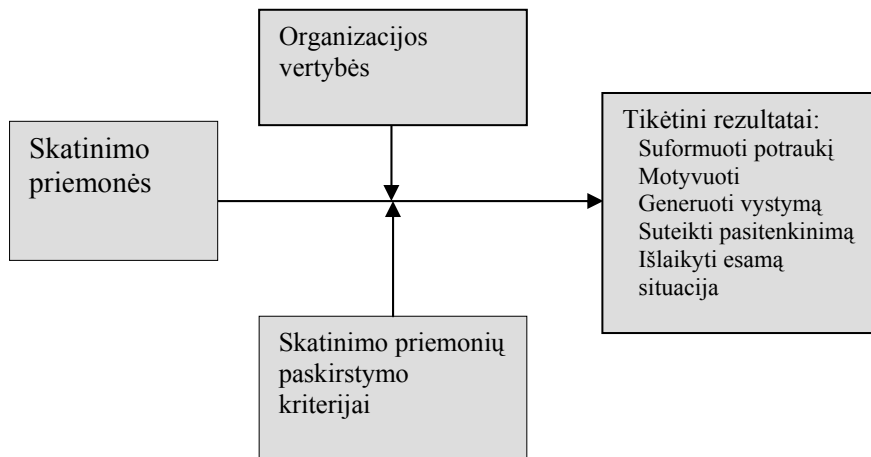 Organizacijos
vertybės
Skatinimo
priemonės
Tikėtini rezultatai:
Suformuoti potraukį
Motyvuoti
Generuoti vystymą
Suteikti pasitenkinimą
Išlaikyti esamą
situacija
Skatinimo priemonių
paskirstymo
kriterijai